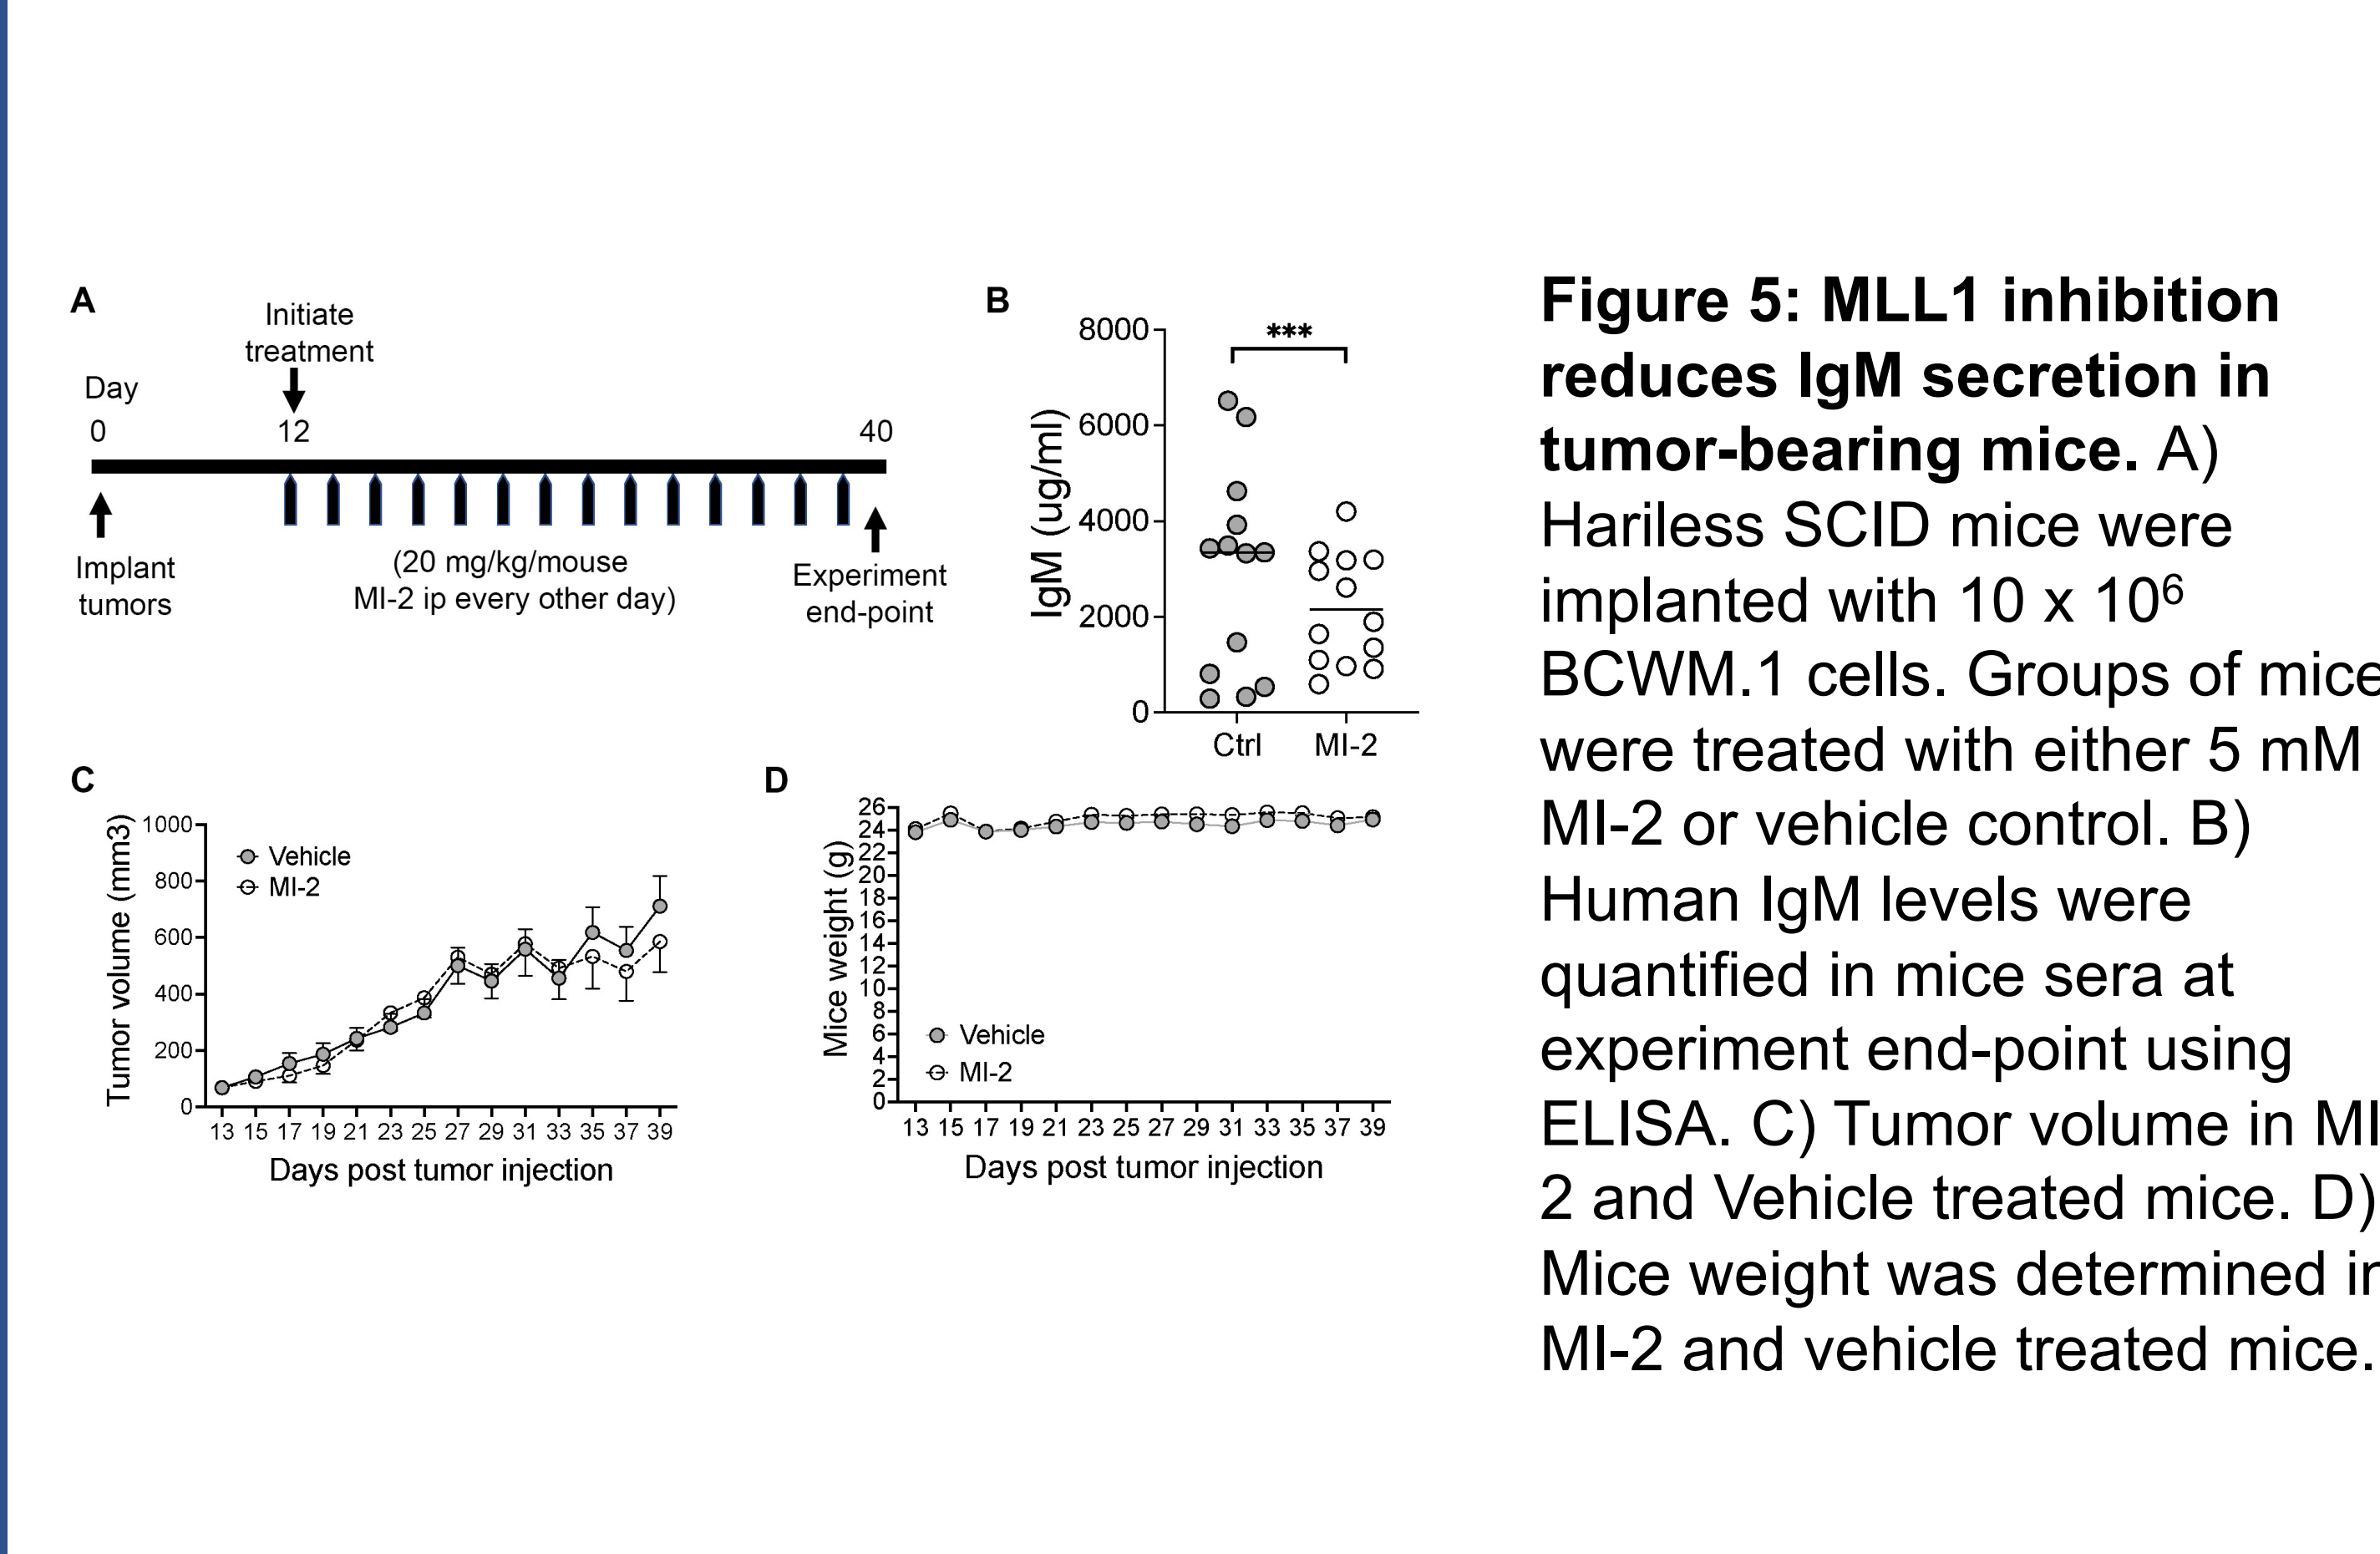 A
Initiate
treatment
Day
0
12
40
Implant
tumors
(20 mg/kg/mouse
MI-2 ip every other day)
Experiment
end-point
B
***
IgM (ug/ml)
8000
6000
4000
2000
0
Ctrl MI-2
C
Tumor volume (mm3)
1000
800
600
400
200
0
Vehicle
MI-2
13 15 17 19 21 23 25 27 29 31 33 35 37 39
Days post tumor injection
D
Mice weight (g)
26
24
22
20
18
16
14
12
10
8
6
4
2
0
Vehicle
MI-2
13 15 17 19 21 23 25 27 29 31 33 35 37 39
Days post tumor injection
Figure 5: MLL1 inhibition
reduces IgM secretion in
tumor-bearing mice. A)
Hariless SCID mice were
implanted with 10 x 10⁶
BCWM.1 cells. Groups of mice
were treated with either 5 mM
MI-2 or vehicle control. B)
Human IgM levels were
quantified in mice sera at
experiment end-point using
ELISA. C) Tumor volume in MI
2 and Vehicle treated mice. D)
Mice weight was determined in
MI-2 and vehicle treated mice.